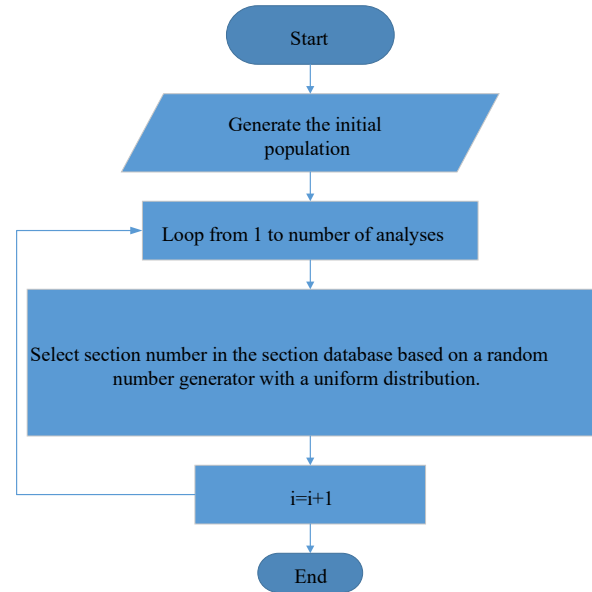 Start
Generate the initial
population
Loop from 1 to number of analyses
Select section number in the section database based on a random
number generator with a uniform distribution.
i=i+1
End